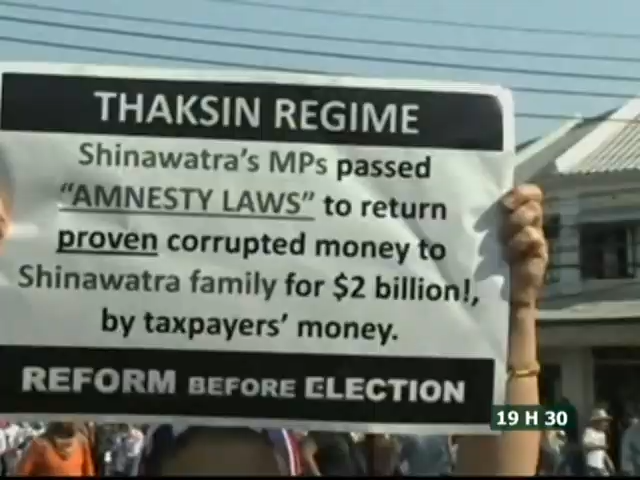 THAKSIN REGIME
Shinawatra's MPs passed
"AMNESTY LAWS" to return
proven corrupted money to
Shinawatra family for $2 billion!,
by taxpayers' money.
REFORM BEFORE ELECTION
19 H 30